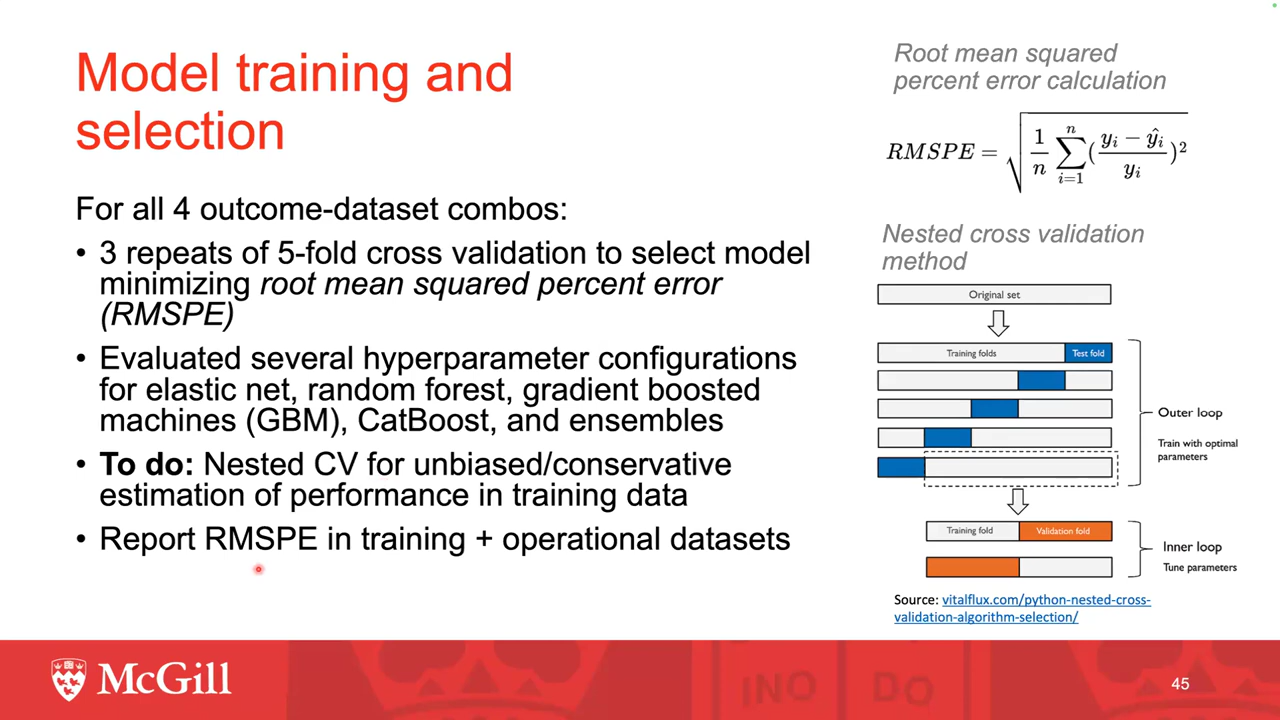 Model training and
selection
For all 4 outcome-dataset combos:
• 3 repeats of 5-fold cross validation to select model
minimizing root mean squared percent error
(RMSPE)
• Evaluated several hyperparameter configurations
for elastic net, random forest, gradient boosted
machines (GBM), CatBoost, and ensembles
• To do: Nested CV for unbiased/conservative
estimation of performance in training data
• Report RMSPE in training + operational datasets
Root mean squared
percent error calculation
RMSPE = √(1/n ∑_{i=1}^{n} ((y_i − ŷ_i)/y_i)²)
Nested cross validation
method
Original set
Training folds Test fold
Outer loop
Train with optimal
parameters
Training fold Validation fold
Inner loop
Tune parameters
Source: vitalflux.com/python-nested-cross-
validation-algorithm-selection/
McGill
INO DO
45